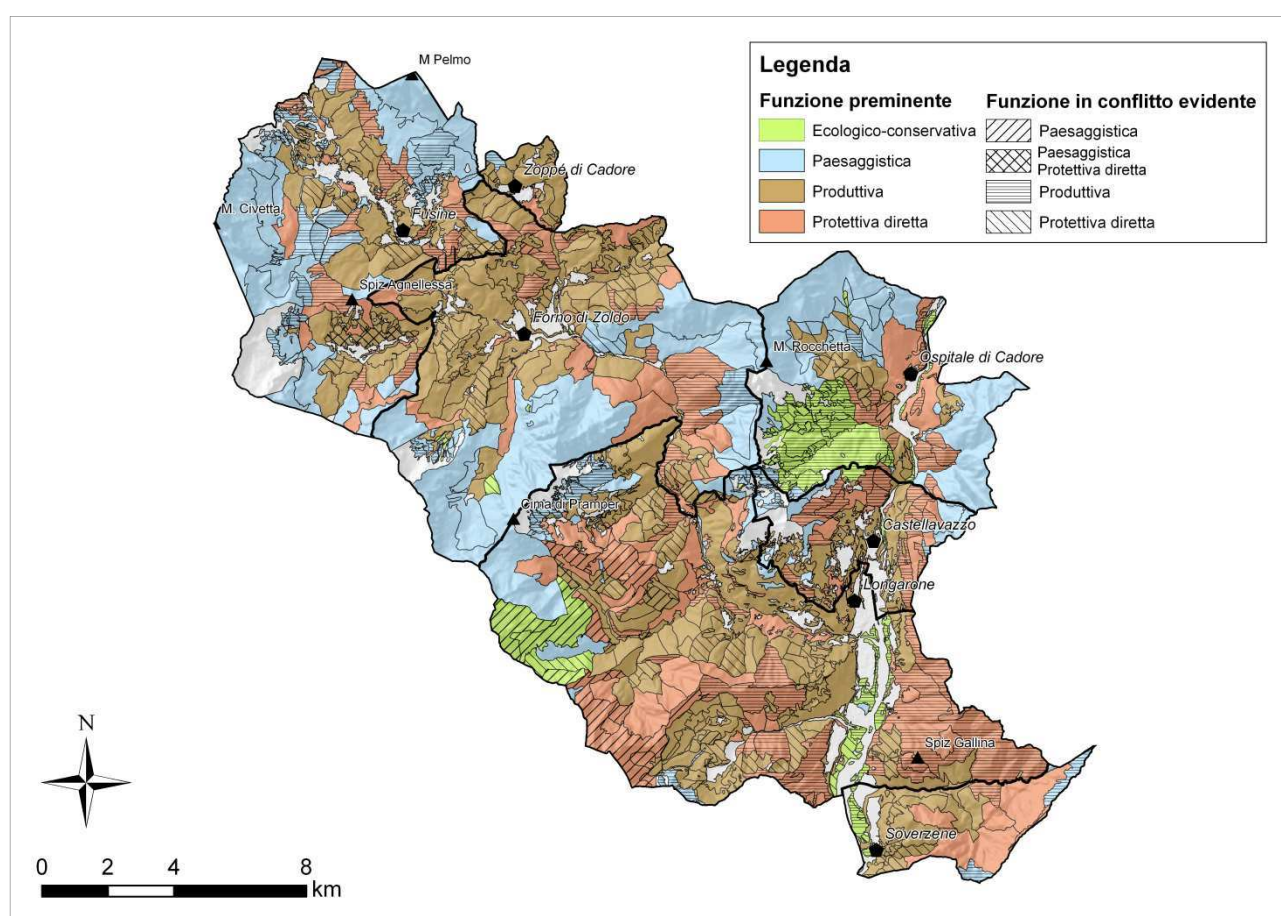 M Pelmo
Zoppé di Cadore
M. Civetta
Fusine
Spiz Agnellessa
Forno di Zoldo
M. Rocchetta
Ospitale di Cadore
Cima di Pramper
Castellavazzo
Longarone
Spiz Gallina
Soverzene
Legenda
Funzione preminente
Ecologico-conservativa
Paesaggistica
Produttiva
Protettiva diretta
Funzione in conflitto evidente
Paesaggistica
Paesaggistica
Protettiva diretta
Produttiva
Protettiva diretta
N
0 2 4 8
km